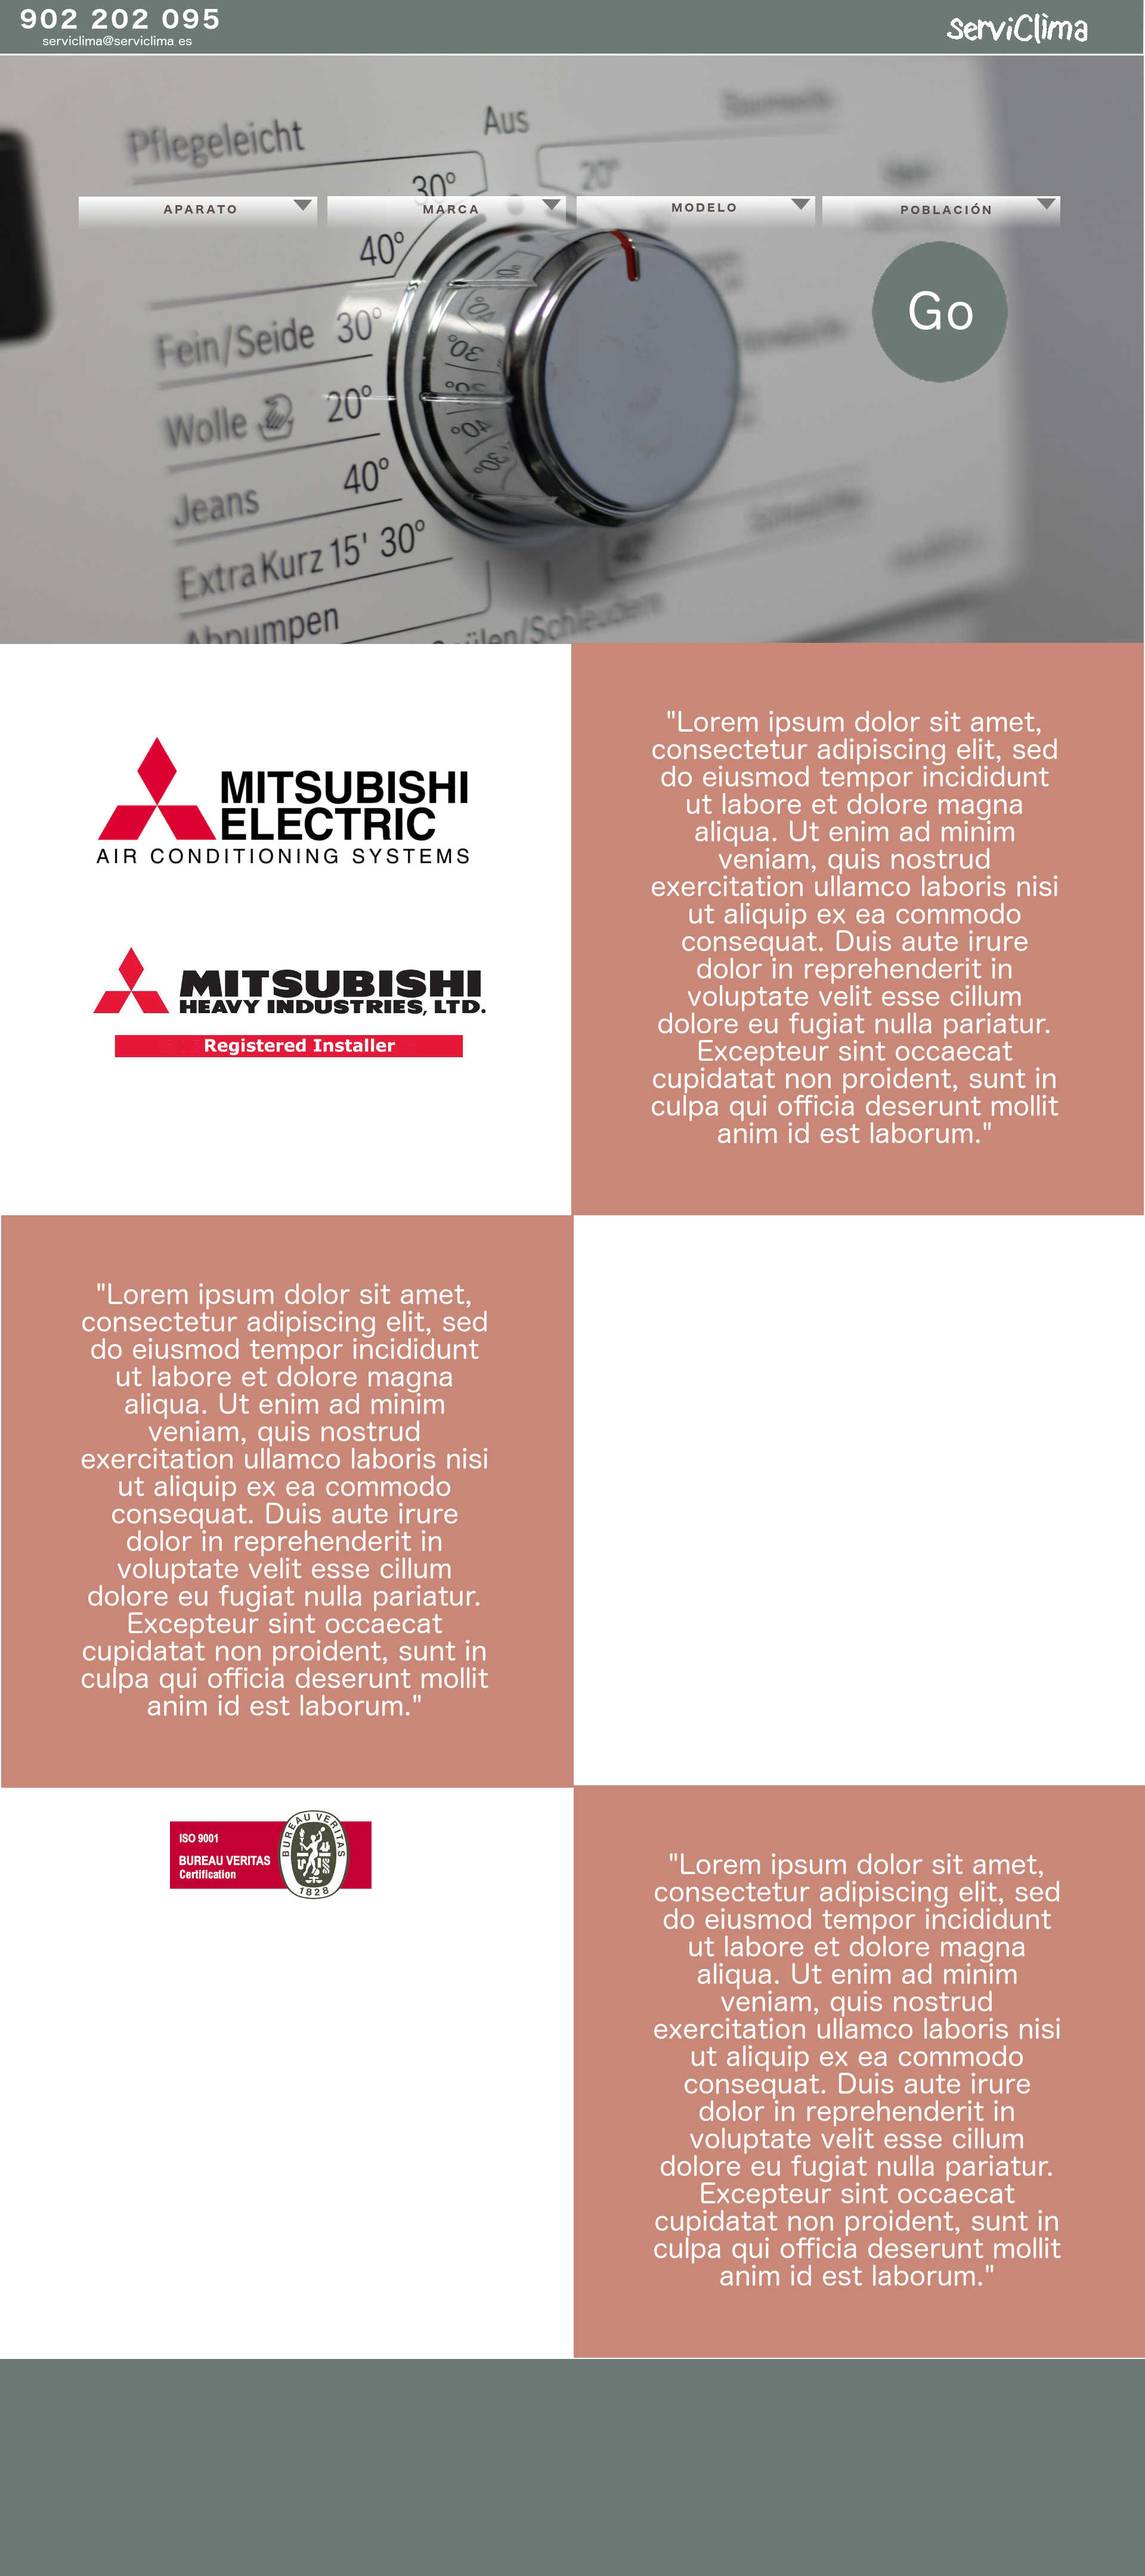 902 202 095
serviclima@serviclima.es
serviClima
Pflegeleicht
Aus
30°
20°
APARATO
MARCA
MODELO
POBLACIÓN
40°
Go
Fein/Seide 30°
Wolle 20°
40°
Jeans
Extra Kurz 15' 30°
Abpumpen
MITSUBISHI
ELECTRIC
AIR CONDITIONING SYSTEMS
MITSUBISHI
HEAVY INDUSTRIES, LTD.
Registered Installer
"Lorem ipsum dolor sit amet,
consectetur adipiscing elit, sed
do eiusmod tempor incididunt
ut labore et dolore magna
aliqua. Ut enim ad minim
veniam, quis nostrud
exercitation ullamco laboris nisi
ut aliquip ex ea commodo
consequat. Duis aute irure
dolor in reprehenderit in
voluptate velit esse cillum
dolore eu fugiat nulla pariatur.
Excepteur sint occaecat
cupidatat non proident, sunt in
culpa qui officia deserunt mollit
anim id est laborum."
"Lorem ipsum dolor sit amet,
consectetur adipiscing elit, sed
do eiusmod tempor incididunt
ut labore et dolore magna
aliqua. Ut enim ad minim
veniam, quis nostrud
exercitation ullamco laboris nisi
ut aliquip ex ea commodo
consequat. Duis aute irure
dolor in reprehenderit in
voluptate velit esse cillum
dolore eu fugiat nulla pariatur.
Excepteur sint occaecat
cupidatat non proident, sunt in
culpa qui officia deserunt mollit
anim id est laborum."
ISO 9001
BUREAU VERITAS
Certification
BUREAU VERITAS
1828
"Lorem ipsum dolor sit amet,
consectetur adipiscing elit, sed
do eiusmod tempor incididunt
ut labore et dolore magna
aliqua. Ut enim ad minim
veniam, quis nostrud
exercitation ullamco laboris nisi
ut aliquip ex ea commodo
consequat. Duis aute irure
dolor in reprehenderit in
voluptate velit esse cillum
dolore eu fugiat nulla pariatur.
Excepteur sint occaecat
cupidatat non proident, sunt in
culpa qui officia deserunt mollit
anim id est laborum."